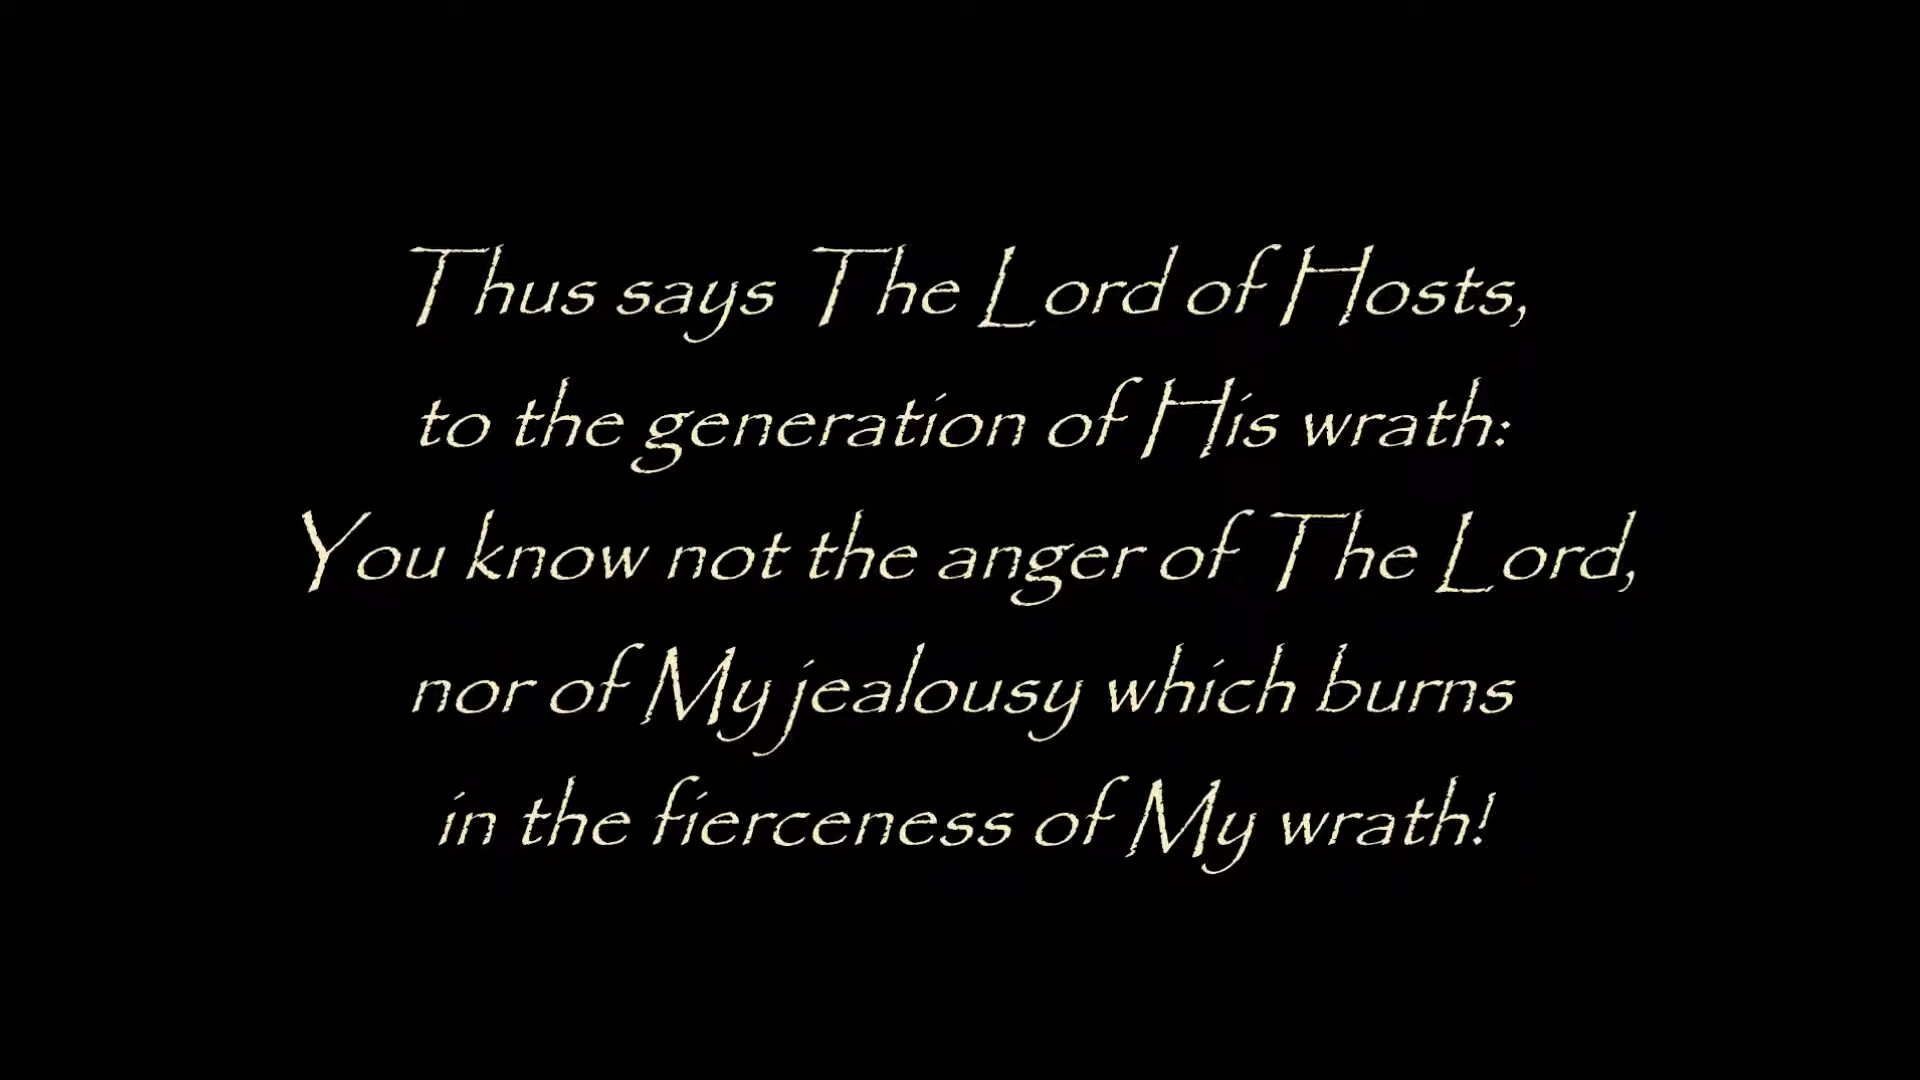 Thus says The Lord of Hosts,
to the generation of His wrath:
You know not the anger of The Lord,
nor of My jealousy which burns
in the fierceness of My wrath!